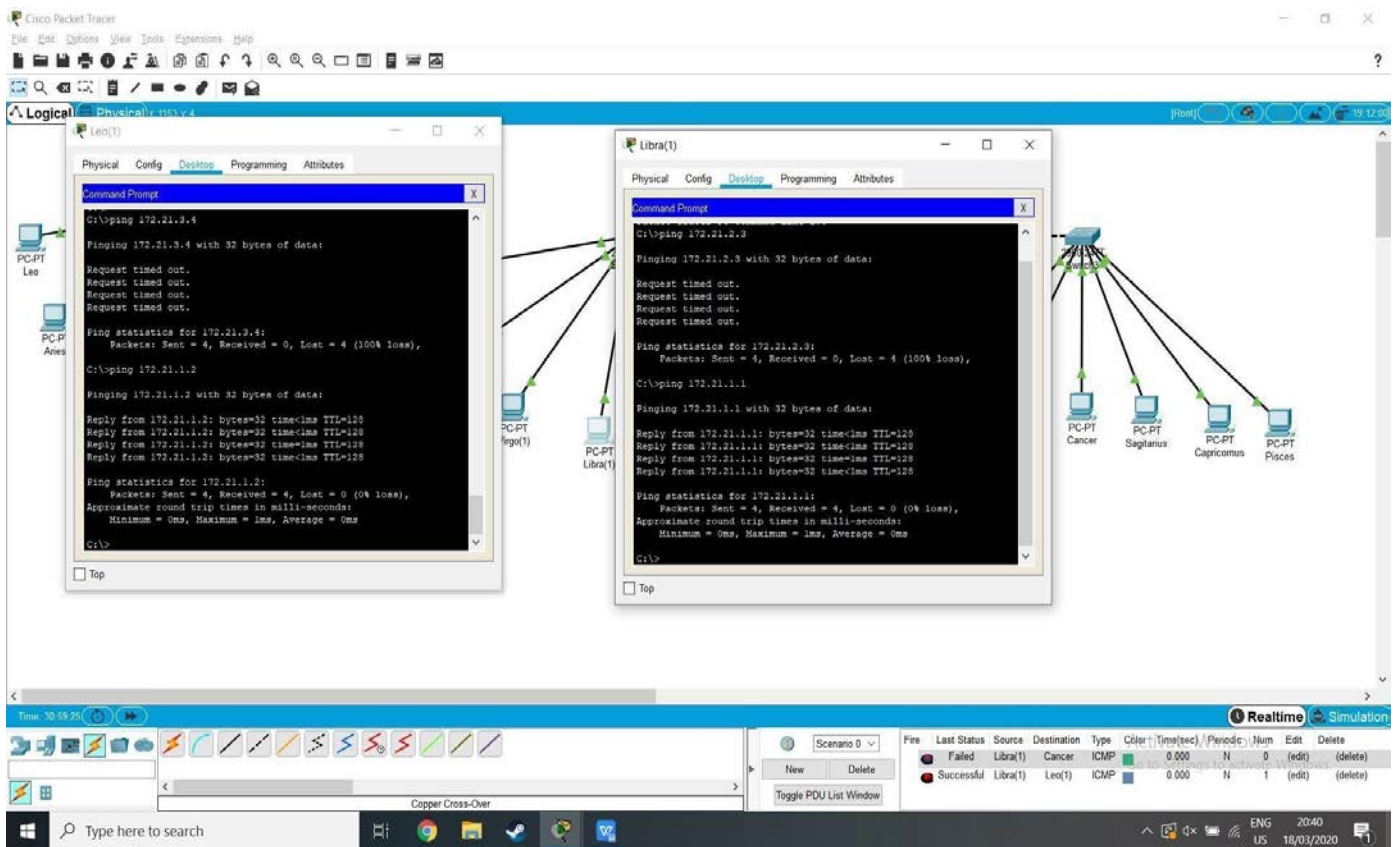 Cisco Packet Tracer
File Edit Options View Tools Extensions Help
?
Logical Physical x: 1163 y: 4
[Root]
19:12:00
Leo(1)
Physical Config Desktop Programming Attributes
Command Prompt X
C:\>ping 172.21.3.4
Pinging 172.21.3.4 with 32 bytes of data:
Request timed out.
Request timed out.
Request timed out.
Request timed out.
Ping statistics for 172.21.3.4:
Packets: Sent = 4, Received = 0, Lost = 4 (100% loss),
C:\>ping 172.21.1.2
Pinging 172.21.1.2 with 32 bytes of data:
Reply from 172.21.1.2: bytes=32 time<1ms TTL=128
Reply from 172.21.1.2: bytes=32 time<1ms TTL=128
Reply from 172.21.1.2: bytes=32 time=1ms TTL=128
Reply from 172.21.1.2: bytes=32 time<1ms TTL=128
Ping statistics for 172.21.1.2:
Packets: Sent = 4, Received = 4, Lost = 0 (0% loss),
Approximate round trip times in milli-seconds:
Minimum = 0ms, Maximum = 1ms, Average = 0ms
C:\>
Top
Libra(1)
Physical Config Desktop Programming Attributes
Command Prompt X
C:\>ping 172.21.2.3
Pinging 172.21.2.3 with 32 bytes of data:
Request timed out.
Request timed out.
Request timed out.
Request timed out.
Ping statistics for 172.21.2.3:
Packets: Sent = 4, Received = 0, Lost = 4 (100% loss),
C:\>ping 172.21.1.1
Pinging 172.21.1.1 with 32 bytes of data:
Reply from 172.21.1.1: bytes=32 time<1ms TTL=128
Reply from 172.21.1.1: bytes=32 time<1ms TTL=128
Reply from 172.21.1.1: bytes=32 time=1ms TTL=128
Reply from 172.21.1.1: bytes=32 time<1ms TTL=128
Ping statistics for 172.21.1.1:
Packets: Sent = 4, Received = 4, Lost = 0 (0% loss),
Approximate round trip times in milli-seconds:
Minimum = 0ms, Maximum = 1ms, Average = 0ms
C:\>
Top
PC-PT
Leo
PC-P
Aries
PC-PT
Virgo(1)
PC-PT
Libra(1)
Switch3
PC-PT
Cancer
PC-PT
Sagitarius
PC-PT
Capricornus
PC-PT
Pisces
Time: 30:59:25
Realtime Simulation
Copper Cross-Over
Scenario 0
New Delete
Toggle PDU List Window
Fire Last Status Source Destination Type Color Time(sec) Periodic Num Edit Delete
Failed Libra(1) Cancer ICMP 0.000 N 0 (edit) (delete)
Successful Libra(1) Leo(1) ICMP 0.000 N 1 (edit) (delete)
Activate Windows
Go to Settings to activate Windows.
Type here to search
ENG
US
20:40
18/03/2020
1